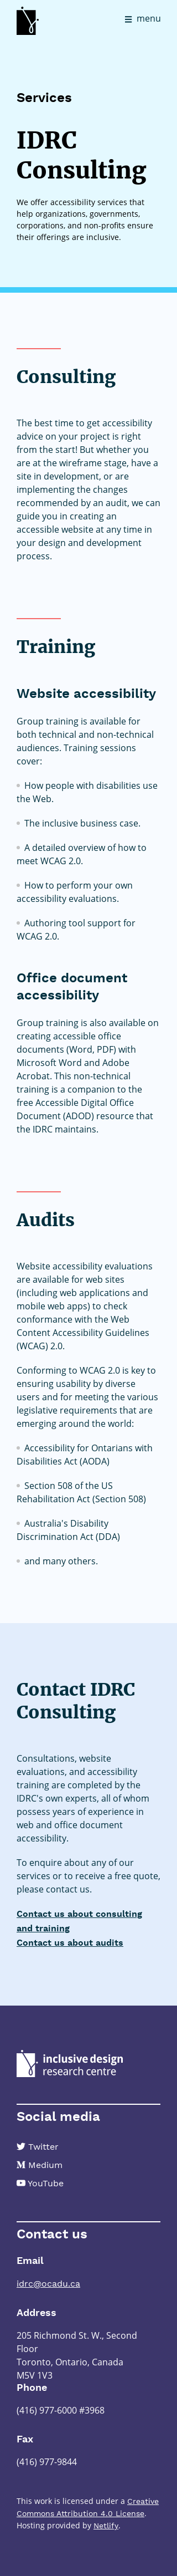 menu
Services
IDRC
Consulting
We offer accessibility services that
help organizations, governments,
corporations, and non-profits ensure
their offerings are inclusive.
Consulting
The best time to get accessibility
advice on your project is right
from the start! But whether you
are at the wireframe stage, have a
site in development, or are
implementing the changes
recommended by an audit, we can
guide you in creating an
accessible website at any time in
your design and development
process.
Training
Website accessibility
Group training is available for
both technical and non-technical
audiences. Training sessions
cover:
How people with disabilities use
the Web.
The inclusive business case.
A detailed overview of how to
meet WCAG 2.0.
How to perform your own
accessibility evaluations.
Authoring tool support for
WCAG 2.0.
Office document
accessibility
Group training is also available on
creating accessible office
documents (Word, PDF) with
Microsoft Word and Adobe
Acrobat. This non-technical
training is a companion to the
free Accessible Digital Office
Document (ADOD) resource that
the IDRC maintains.
Audits
Website accessibility evaluations
are available for web sites
(including web applications and
mobile web apps) to check
conformance with the Web
Content Accessibility Guidelines
(WCAG) 2.0.
Conforming to WCAG 2.0 is key to
ensuring usability by diverse
users and for meeting the various
legislative requirements that are
emerging around the world:
Accessibility for Ontarians with
Disabilities Act (AODA)
Section 508 of the US
Rehabilitation Act (Section 508)
Australia's Disability
Discrimination Act (DDA)
and many others.
Contact IDRC
Consulting
Consultations, website
evaluations, and accessibility
training are completed by the
IDRC's own experts, all of whom
possess years of experience in
web and office document
accessibility.
To enquire about any of our
services or to receive a free quote,
please contact us.
Contact us about consulting
and training
Contact us about audits
inclusive design
research centre
Social media
Twitter
Medium
YouTube
Contact us
Email
idrc@ocadu.ca
Address
205 Richmond St. W., Second
Floor
Toronto, Ontario, Canada
M5V 1V3
Phone
(416) 977-6000 #3968
Fax
(416) 977-9844
This work is licensed under a Creative
Commons Attribution 4.0 License.
Hosting provided by Netlify.